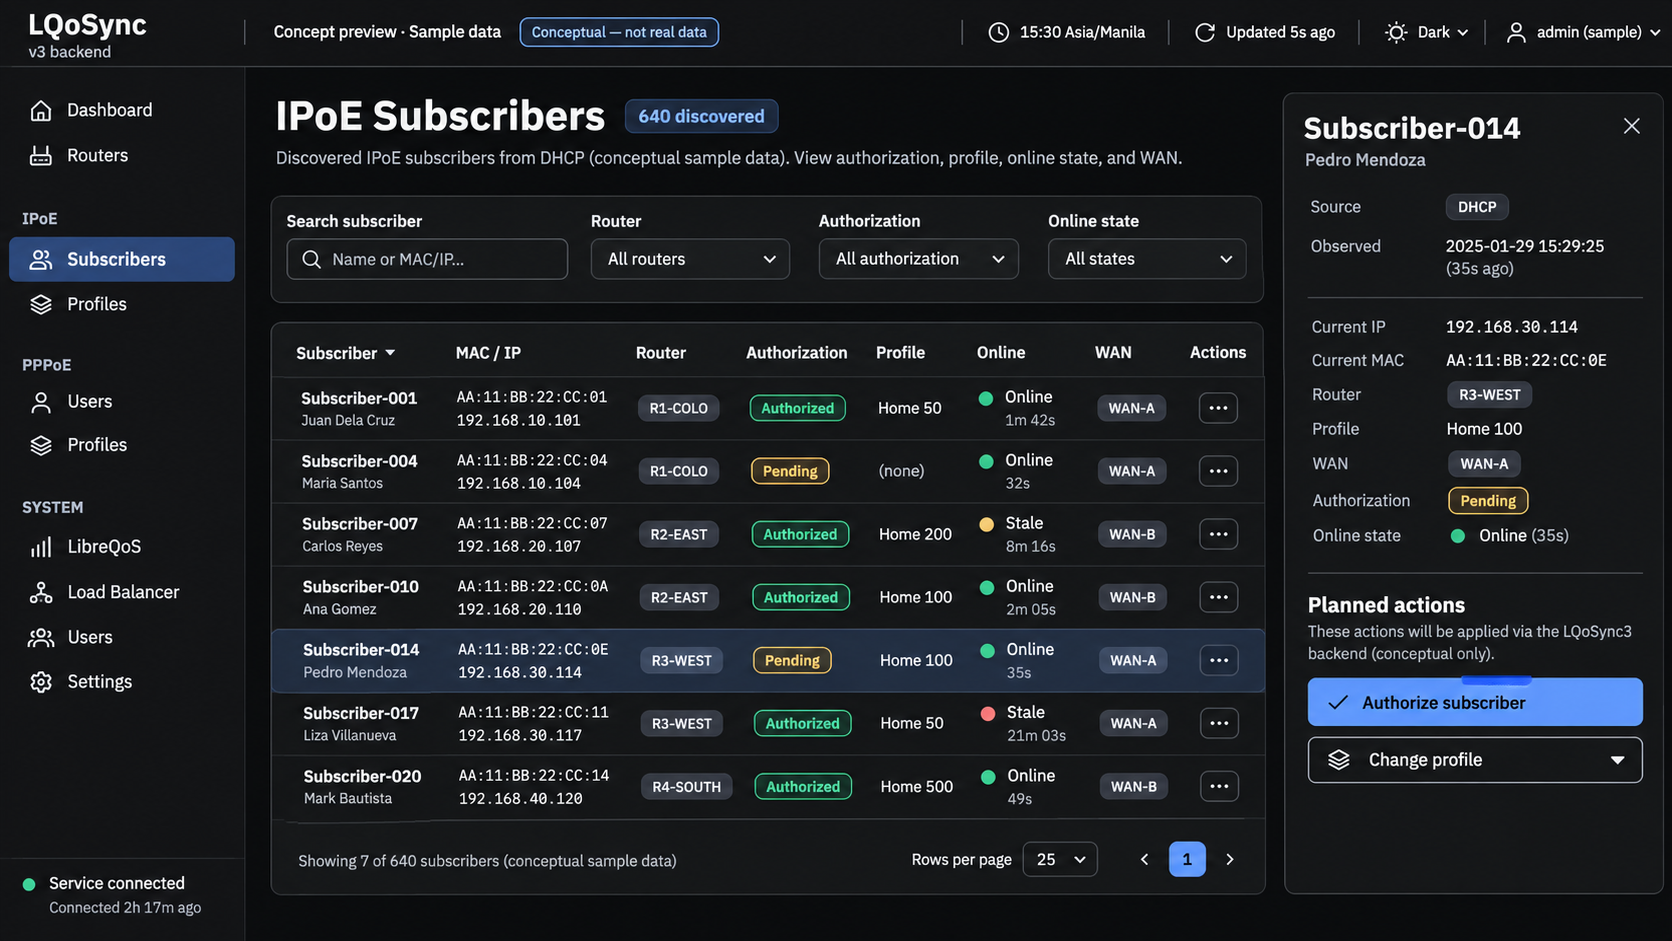 LQoSync
v3 backend
Concept preview · Sample data
Conceptual — not real data
15:30 Asia/Manila
Updated 5s ago
Dark
admin (sample)
Dashboard
Routers
IPoE
Subscribers
Profiles
PPPoE
Users
Profiles
SYSTEM
LibreQoS
Load Balancer
Users
Settings
Service connected
Connected 2h 17m ago
IPoE Subscribers
640 discovered
Discovered IPoE subscribers from DHCP (conceptual sample data). View authorization, profile, online state, and WAN.
Search subscriber
Router
Authorization
Online state
Name or MAC/IP...
All routers
All authorization
All states
Subscriber
MAC / IP
Router
Authorization
Profile
Online
WAN
Actions
Subscriber-001
Juan Dela Cruz
AA:11:BB:22:CC:01
192.168.10.101
R1-COLO
Authorized
Home 50
Online
1m 42s
WAN-A
Subscriber-004
Maria Santos
AA:11:BB:22:CC:04
192.168.10.104
R1-COLO
Pending
(none)
Online
32s
WAN-A
Subscriber-007
Carlos Reyes
AA:11:BB:22:CC:07
192.168.20.107
R2-EAST
Authorized
Home 200
Stale
8m 16s
WAN-B
Subscriber-010
Ana Gomez
AA:11:BB:22:CC:0A
192.168.20.110
R2-EAST
Authorized
Home 100
Online
2m 05s
WAN-B
Subscriber-014
Pedro Mendoza
AA:11:BB:22:CC:0E
192.168.30.114
R3-WEST
Pending
Home 100
Online
35s
WAN-A
Subscriber-017
Liza Villanueva
AA:11:BB:22:CC:11
192.168.30.117
R3-WEST
Authorized
Home 50
Stale
21m 03s
WAN-A
Subscriber-020
Mark Bautista
AA:11:BB:22:CC:14
192.168.40.120
R4-SOUTH
Authorized
Home 500
Online
49s
WAN-B
Showing 7 of 640 subscribers (conceptual sample data)
Rows per page
25
1
Subscriber-014
Pedro Mendoza
Source
DHCP
Observed
2025-01-29 15:29:25
(35s ago)
Current IP
192.168.30.114
Current MAC
AA:11:BB:22:CC:0E
Router
R3-WEST
Profile
Home 100
WAN
WAN-A
Authorization
Pending
Online state
Online (35s)
Planned actions
These actions will be applied via the LQoSync3
backend (conceptual only).
Authorize subscriber
Change profile